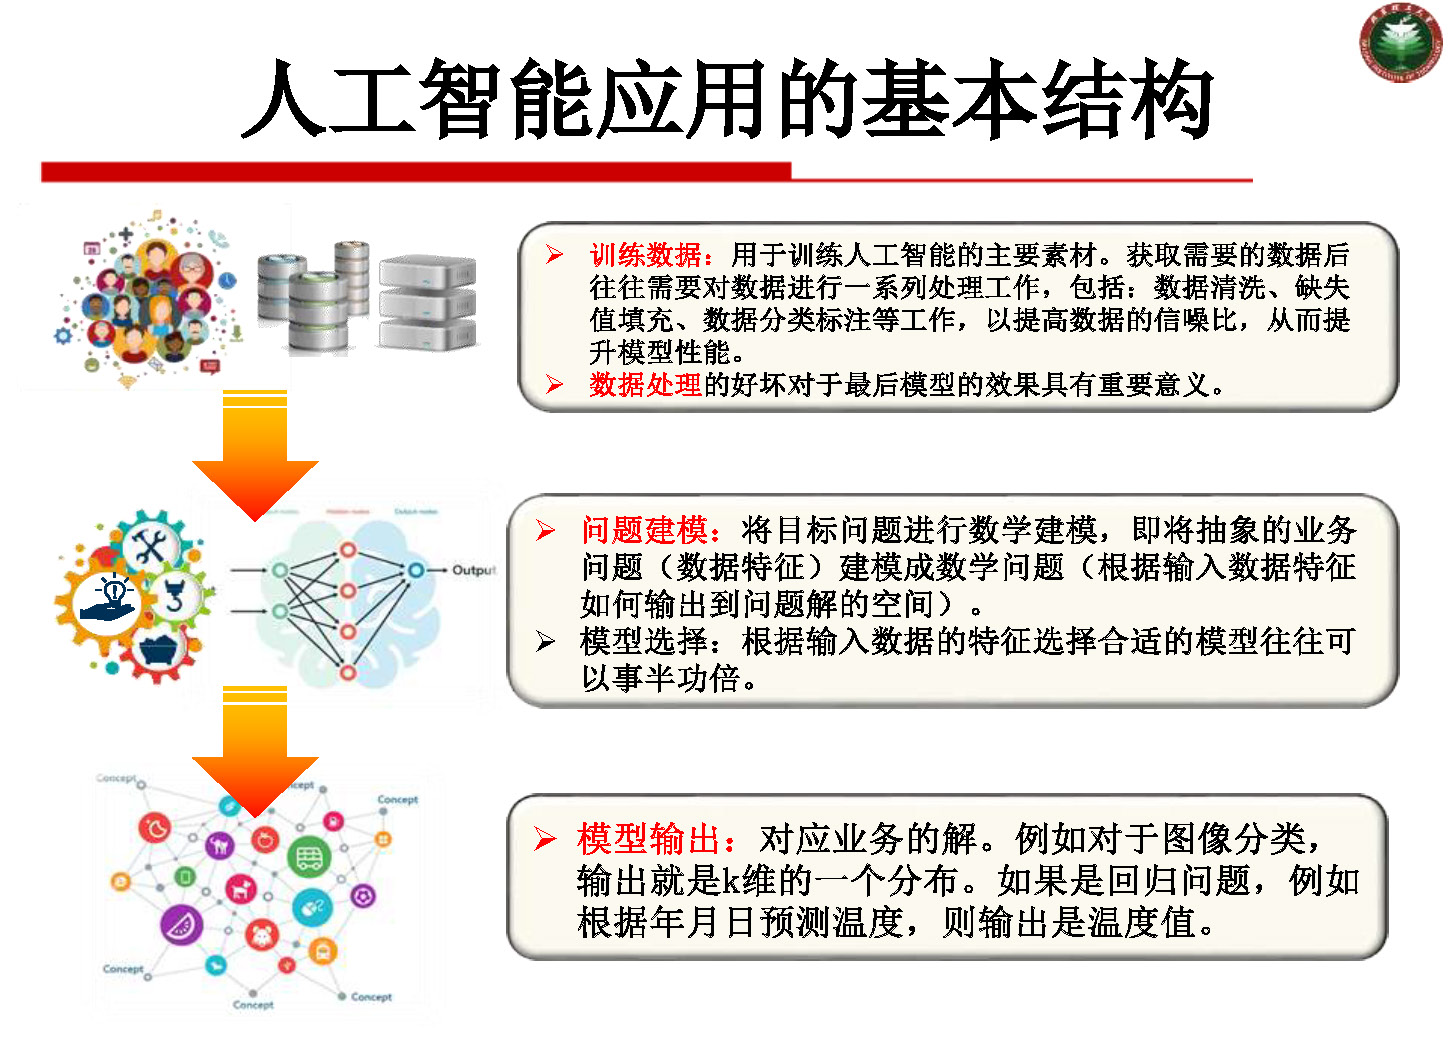 人工智能应用的基本结构
训练数据：用于训练人工智能的主要素材。获取需要的数据后
往往需要对数据进行一系列处理工作，包括：数据清洗、缺失
值填充、数据分类标注等工作，以提高数据的信噪比，从而提
升模型性能。
数据处理的好坏对于最后模型的效果具有重要意义。
Output nodes
Output
问题建模：将目标问题进行数学建模，即将抽象的业务
问题（数据特征）建模成数学问题（根据输入数据特征
如何输出到问题解的空间）。
模型选择：根据输入数据的特征选择合适的模型往往可
以事半功倍。
Concept
Concept
Concept
Concept
Concept
模型输出：对应业务的解。例如对于图像分类，
输出就是k维的一个分布。如果是回归问题，例如
根据年月日预测温度，则输出是温度值。